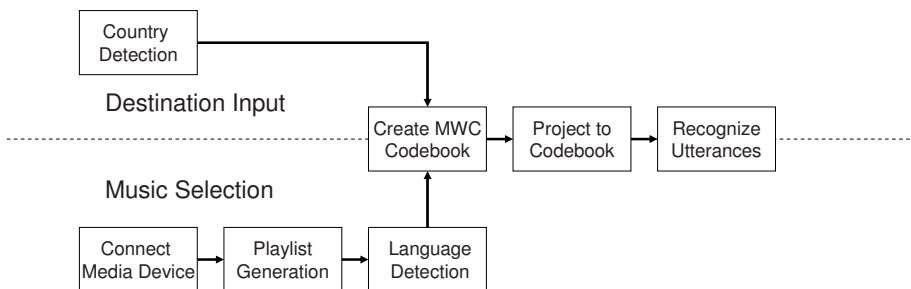 Country
Detection
Destination Input
Create MWC
Codebook
Project to
Codebook
Recognize
Utterances
Music Selection
Connect
Media Device
Playlist
Generation
Language
Detection